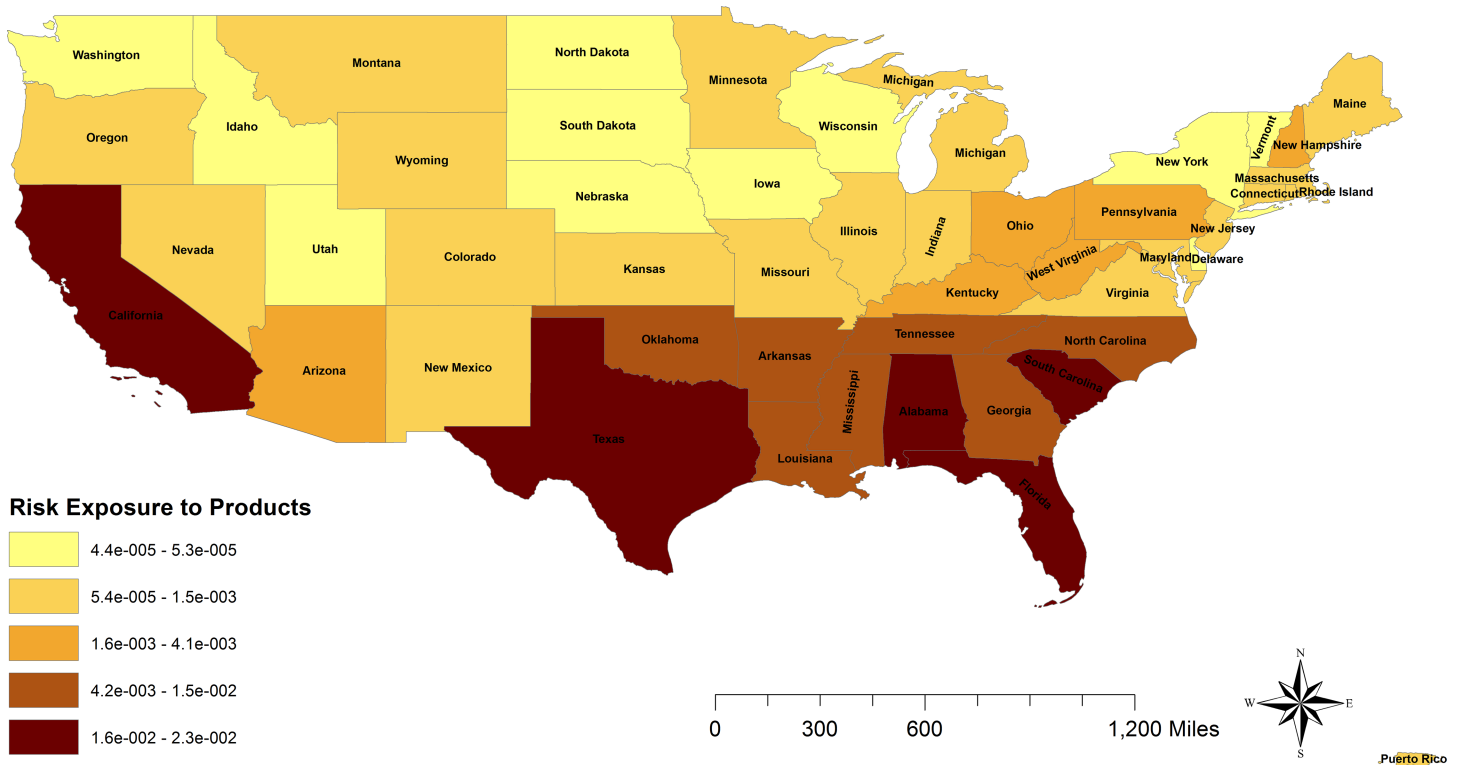 Washington
Montana
North Dakota
Minnesota
Michigan
Maine
Oregon
Idaho
South Dakota
Wisconsin
Vermont
New Hampshire
Wyoming
Michigan
New York
Massachusetts
Nebraska
Iowa
Connecticut
Rhode Island
Pennsylvania
Nevada
Utah
Colorado
Kansas
Missouri
Illinois
Indiana
Ohio
West Virginia
New Jersey
Maryland
Delaware
Virginia
Kentucky
California
Arizona
New Mexico
Oklahoma
Arkansas
Tennessee
North Carolina
South Carolina
Texas
Louisiana
Mississippi
Alabama
Georgia
Florida
Risk Exposure to Products
4.4e-005 - 5.3e-005
5.4e-005 - 1.5e-003
1.6e-003 - 4.1e-003
4.2e-003 - 1.5e-002
1.6e-002 - 2.3e-002
0 300 600 1,200 Miles
N
W E
S
Puerto Rico